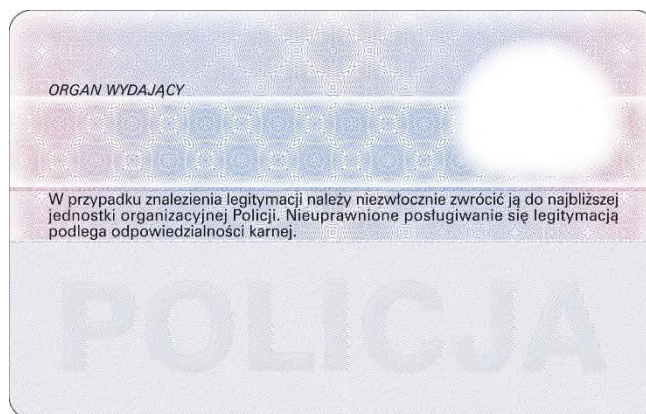 ORGAN WYDAJĄCY
W przypadku znalezienia legitymacji należy niezwłocznie zwrócić ją do najbliższej
jednostki organizacyjnej Policji. Nieuprawnione posługiwanie się legitymacją
podlega odpowiedzialności karnej.
POLICJA